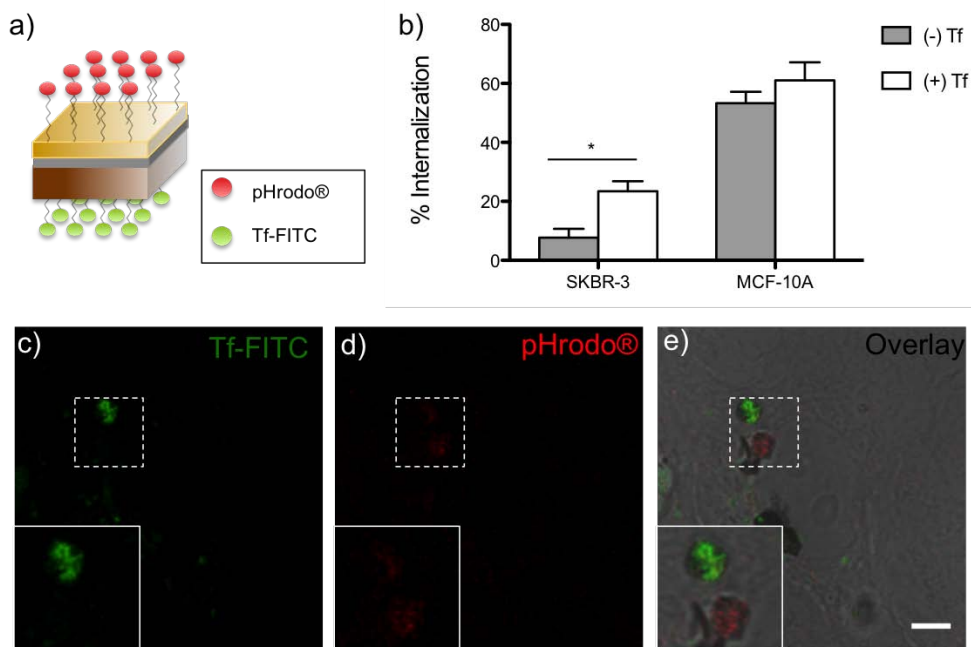 a)
pHrodo®
Tf-FITC
b)
% Internalization
80
60
40
20
0
*
SKBR-3
MCF-10A
(-) Tf
(+) Tf
c)
Tf-FITC
d)
pHrodo®
e)
Overlay